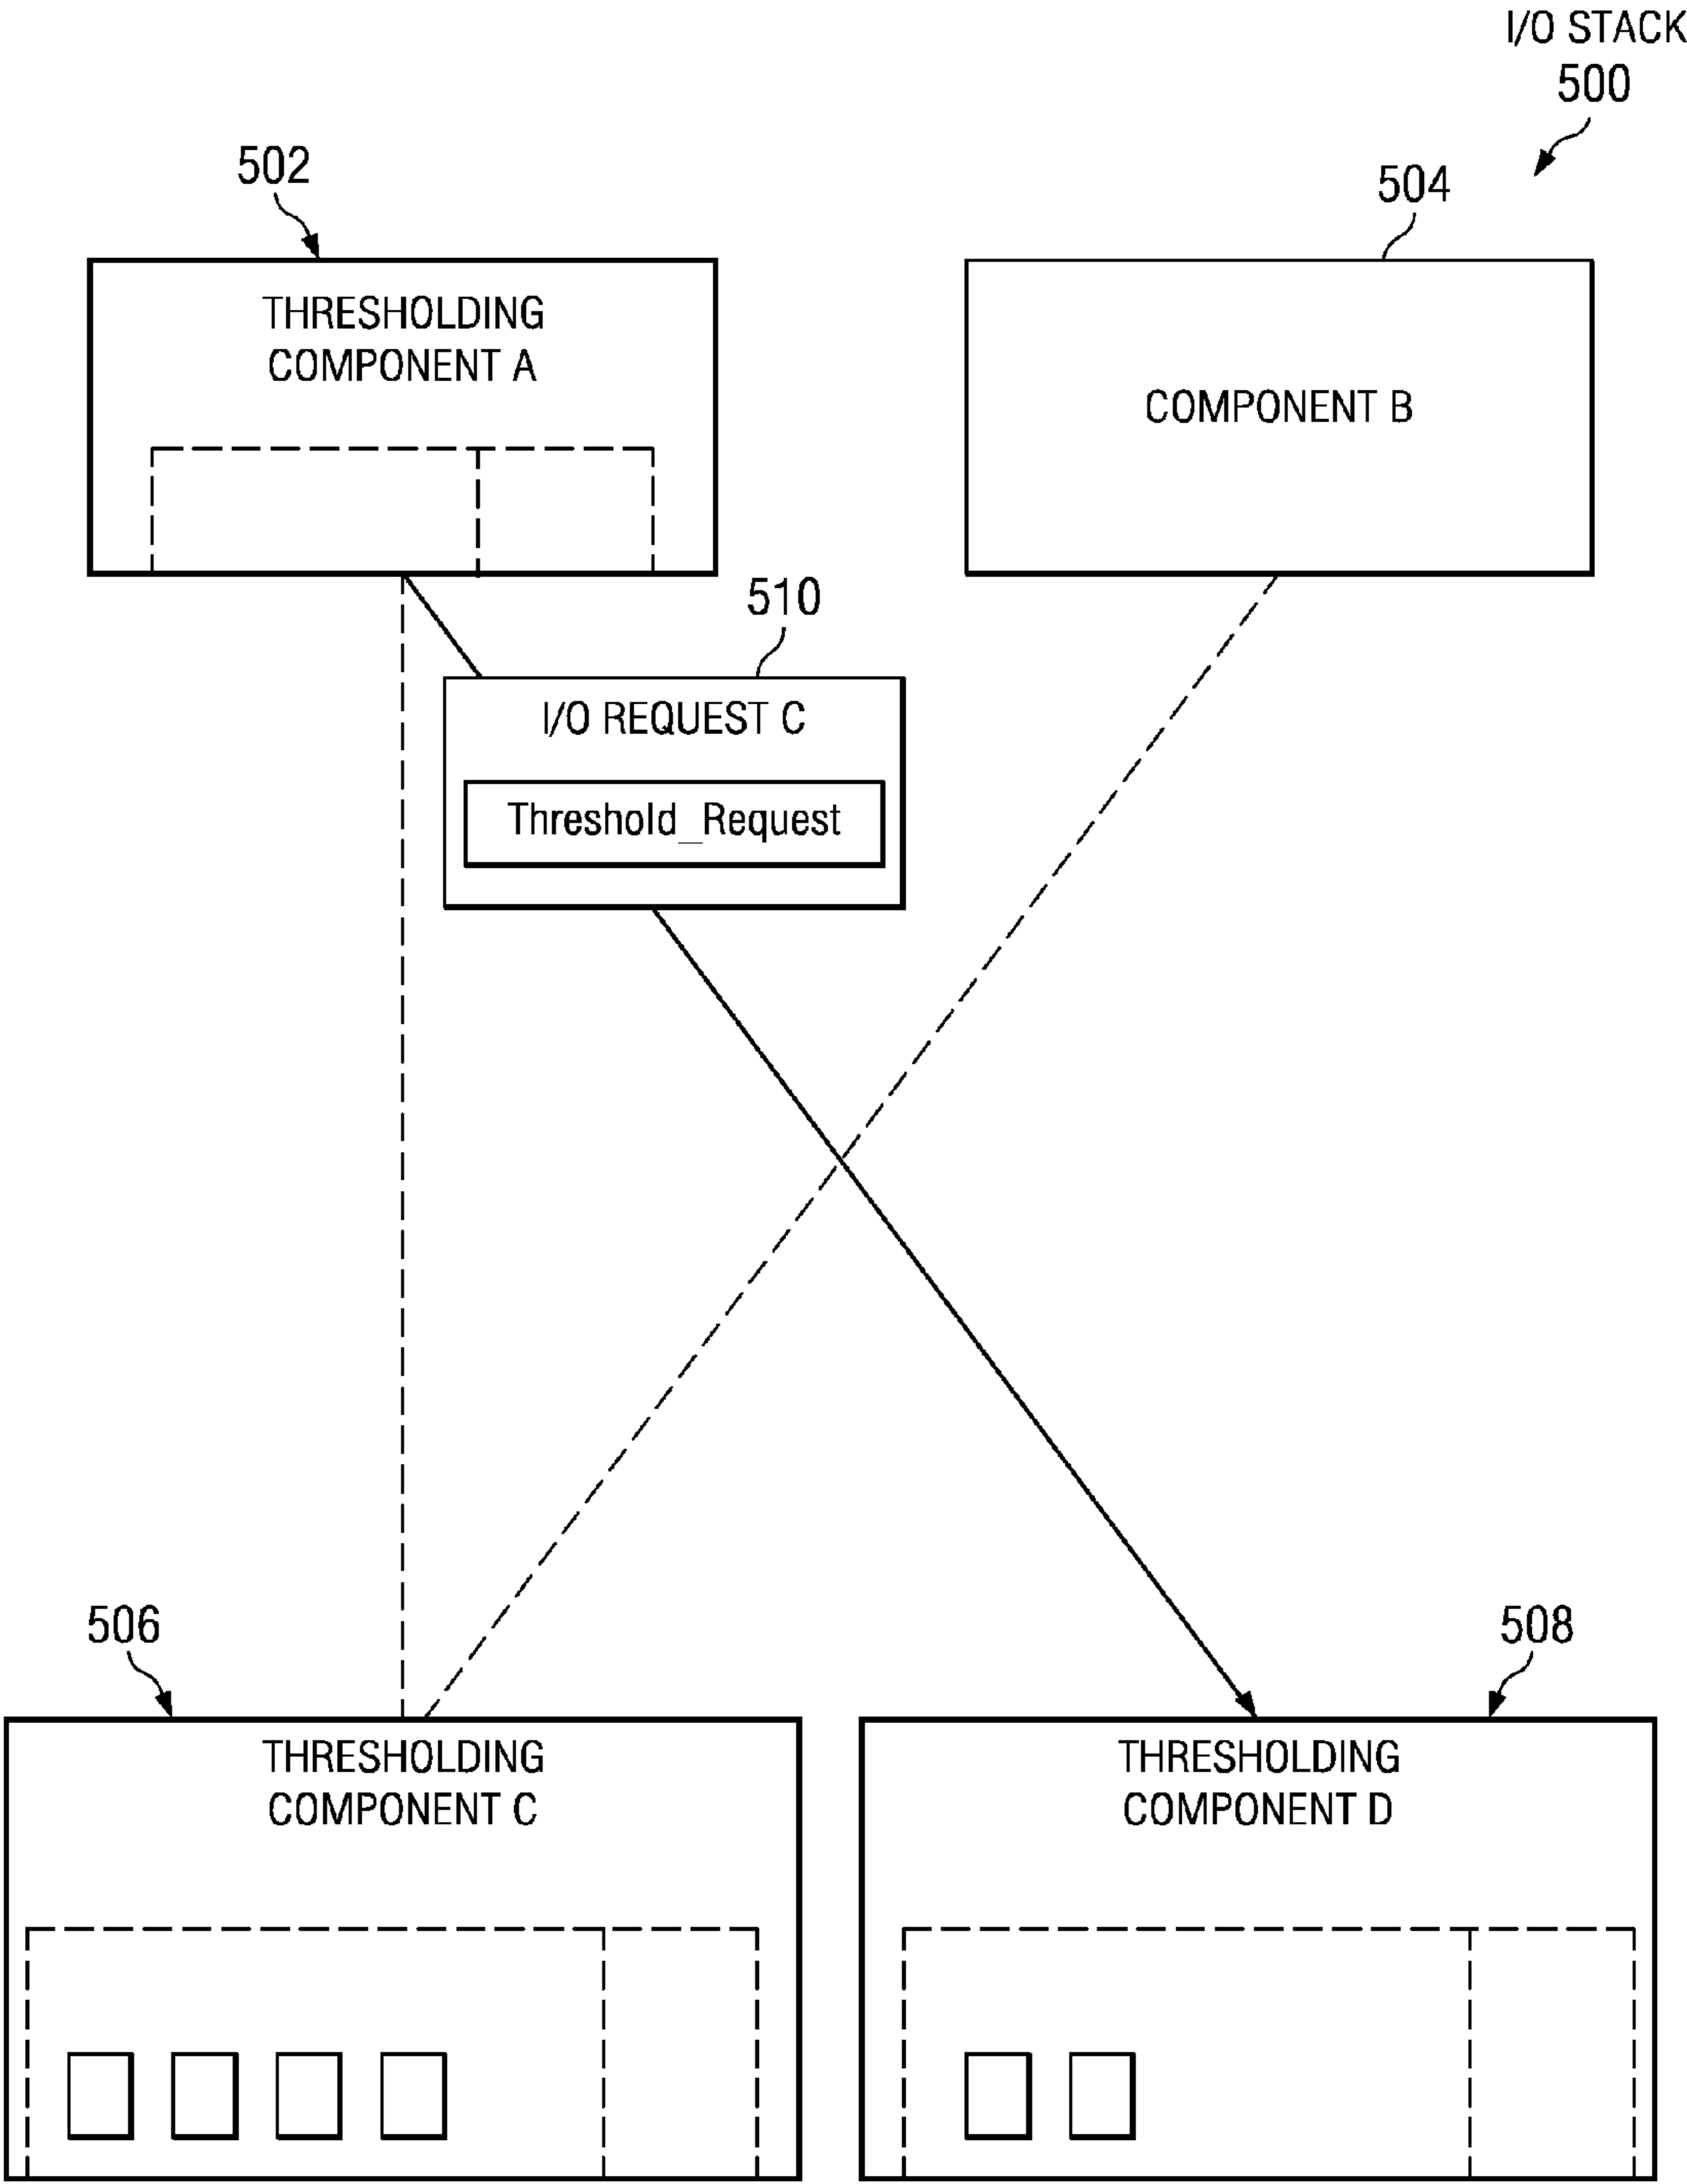 I/O STACK
500
502
504
THRESHOLDING
COMPONENT A
COMPONENT B
510
I/O REQUEST C
Threshold_Request
506
508
THRESHOLDING
COMPONENT C
THRESHOLDING
COMPONENT D